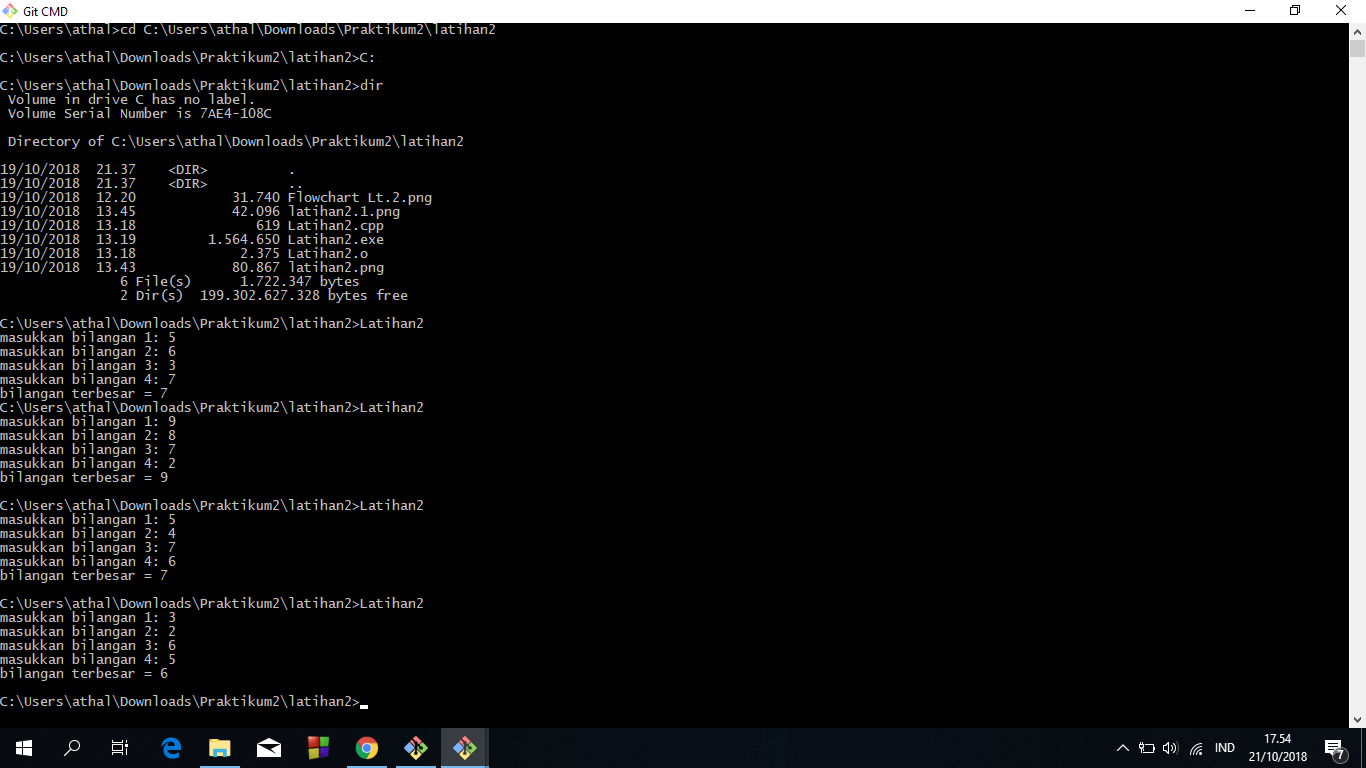 Git CMD
C:\Users\athal>cd C:\Users\athal\Downloads\Praktikum2\latihan2
C:\Users\athal\Downloads\Praktikum2\latihan2>C:
C:\Users\athal\Downloads\Praktikum2\latihan2>dir
 Volume in drive C has no label.
 Volume Serial Number is 7AE4-108C
 Directory of C:\Users\athal\Downloads\Praktikum2\latihan2
19/10/2018  21.37    <DIR>          .
19/10/2018  21.37    <DIR>          ..
19/10/2018  12.20            31.740 Flowchart Lt.2.png
19/10/2018  13.45            42.096 latihan2.1.png
19/10/2018  13.18               619 Latihan2.cpp
19/10/2018  13.19         1.564.650 Latihan2.exe
19/10/2018  13.18             2.375 Latihan2.o
19/10/2018  13.43            80.867 latihan2.png
               6 File(s)      1.722.347 bytes
               2 Dir(s)  199.302.627.328 bytes free
C:\Users\athal\Downloads\Praktikum2\latihan2>Latihan2
masukkan bilangan 1: 5
masukkan bilangan 2: 6
masukkan bilangan 3: 3
masukkan bilangan 4: 7
bilangan terbesar = 7
C:\Users\athal\Downloads\Praktikum2\latihan2>Latihan2
masukkan bilangan 1: 9
masukkan bilangan 2: 8
masukkan bilangan 3: 7
masukkan bilangan 4: 2
bilangan terbesar = 9
C:\Users\athal\Downloads\Praktikum2\latihan2>Latihan2
masukkan bilangan 1: 5
masukkan bilangan 2: 4
masukkan bilangan 3: 7
masukkan bilangan 4: 6
bilangan terbesar = 7
C:\Users\athal\Downloads\Praktikum2\latihan2>Latihan2
masukkan bilangan 1: 3
masukkan bilangan 2: 2
masukkan bilangan 3: 6
masukkan bilangan 4: 5
bilangan terbesar = 6
C:\Users\athal\Downloads\Praktikum2\latihan2>
IND
17.54
21/10/2018
7